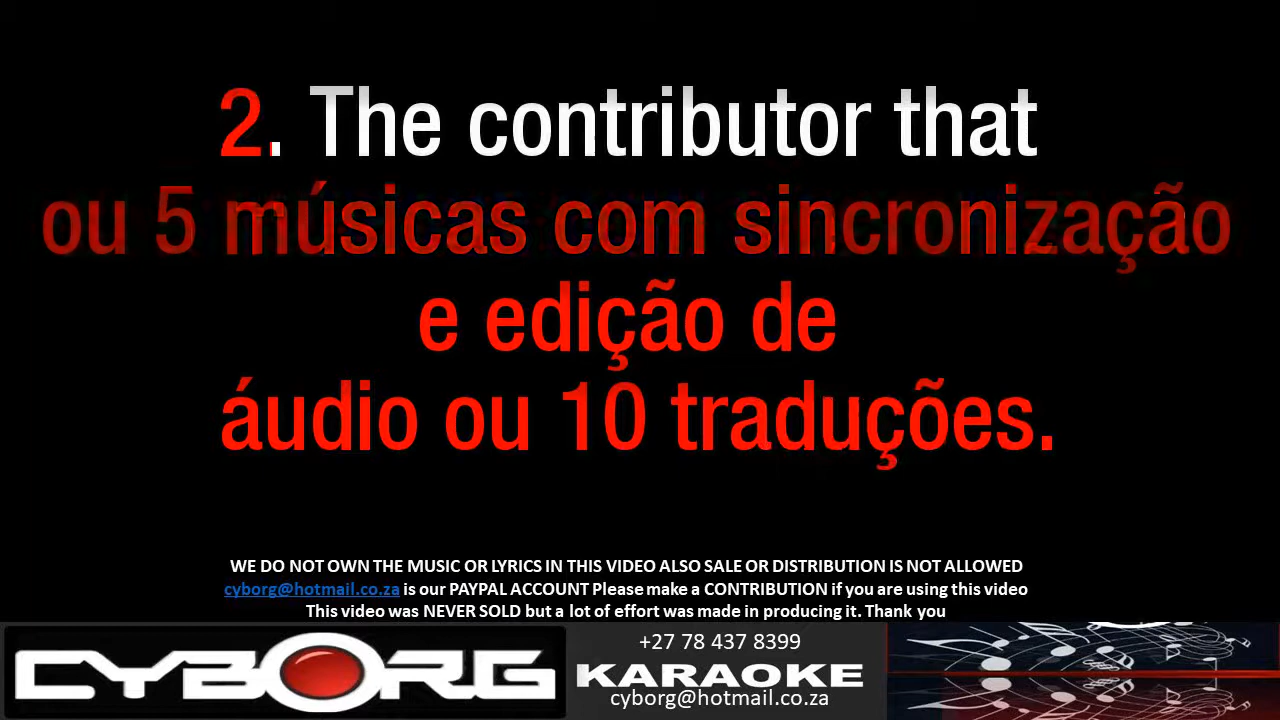 2. The contributor that
ou 5 músicas com sincronização
e edição de
áudio ou 10 traduções.
WE DO NOT OWN THE MUSIC OR LYRICS IN THIS VIDEO ALSO SALE OR DISTRIBUTION IS NOT ALLOWED
cyborg@hotmail.co.za is our PAYPAL ACCOUNT Please make a CONTRIBUTION if you are using this video
This video was NEVER SOLD but a lot of effort was made in producing it. Thank you
CYBORG
+27 78 437 8399
KARAOKE
cyborg@hotmail.co.za